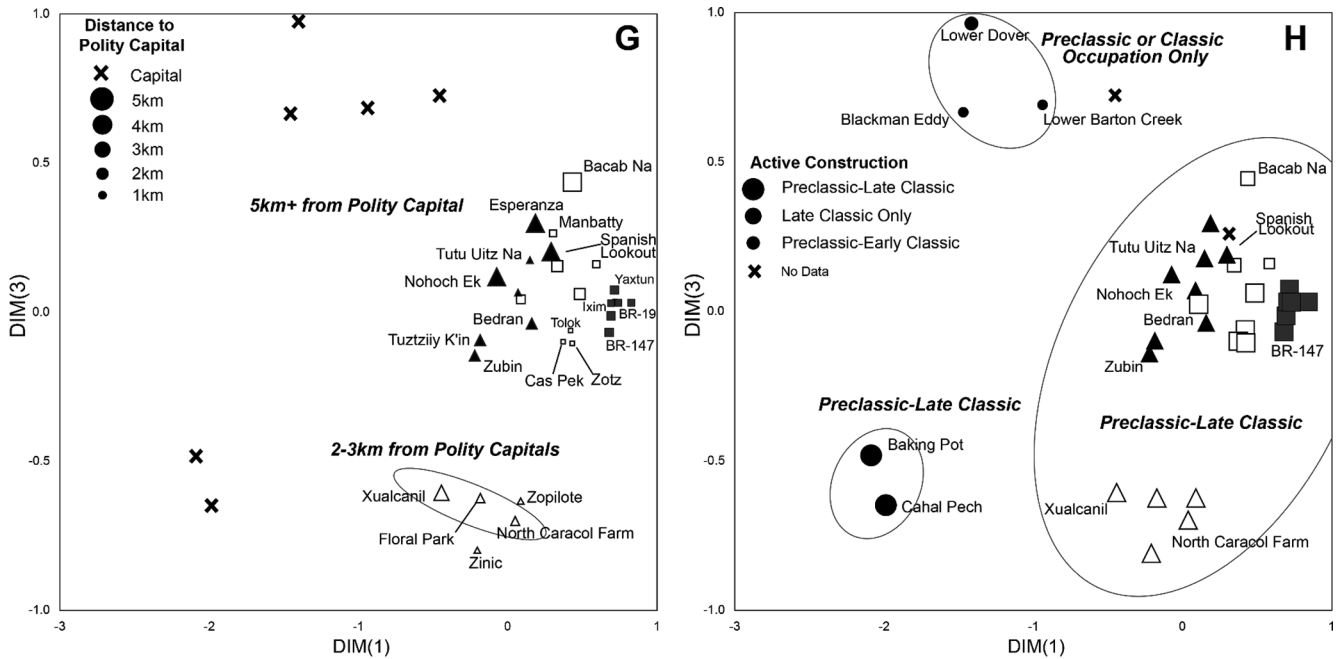 G
Distance to
Polity Capital
Capital
5km
4km
3km
2km
1km
1.0
0.5
0.0
-0.5
-1.0
DIM(3)
-3
-2
-1
0
1
DIM(1)
5km+ from Polity Capital
Bacab Na
Esperanza
Manbatty
Spanish
Lookout
Tutu Uitz Na
Nohoch Ek
Yaxtun
Ixim
BR-19
Bedran
Tolok
BR-147
Tuztziiy K'in
Zubin
Cas Pek
Zotz
2-3km from Polity Capitals
Xualcanil
Zopilote
Floral Park
North Caracol Farm
Zinic
H
Preclassic or Classic
Occupation Only
Lower Dover
Blackman Eddy
Lower Barton Creek
Active Construction
Preclassic-Late Classic
Late Classic Only
Preclassic-Early Classic
No Data
1.0
0.5
0.0
-0.5
-1.0
DIM(3)
-3
-2
-1
0
1
DIM(1)
Bacab Na
Spanish
Lookout
Tutu Uitz Na
Nohoch Ek
Bedran
BR-147
Zubin
Preclassic-Late Classic
Baking Pot
Cahal Pech
Preclassic-Late Classic
Xualcanil
North Caracol Farm